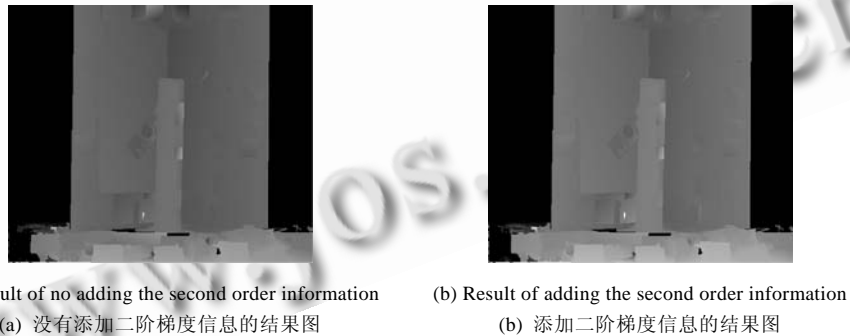 ult of no adding the second order information
(b) Result of adding the second order information
(a) 没有添加二阶梯度信息的结果图
(b) 添加二阶梯度信息的结果图
www.jos.